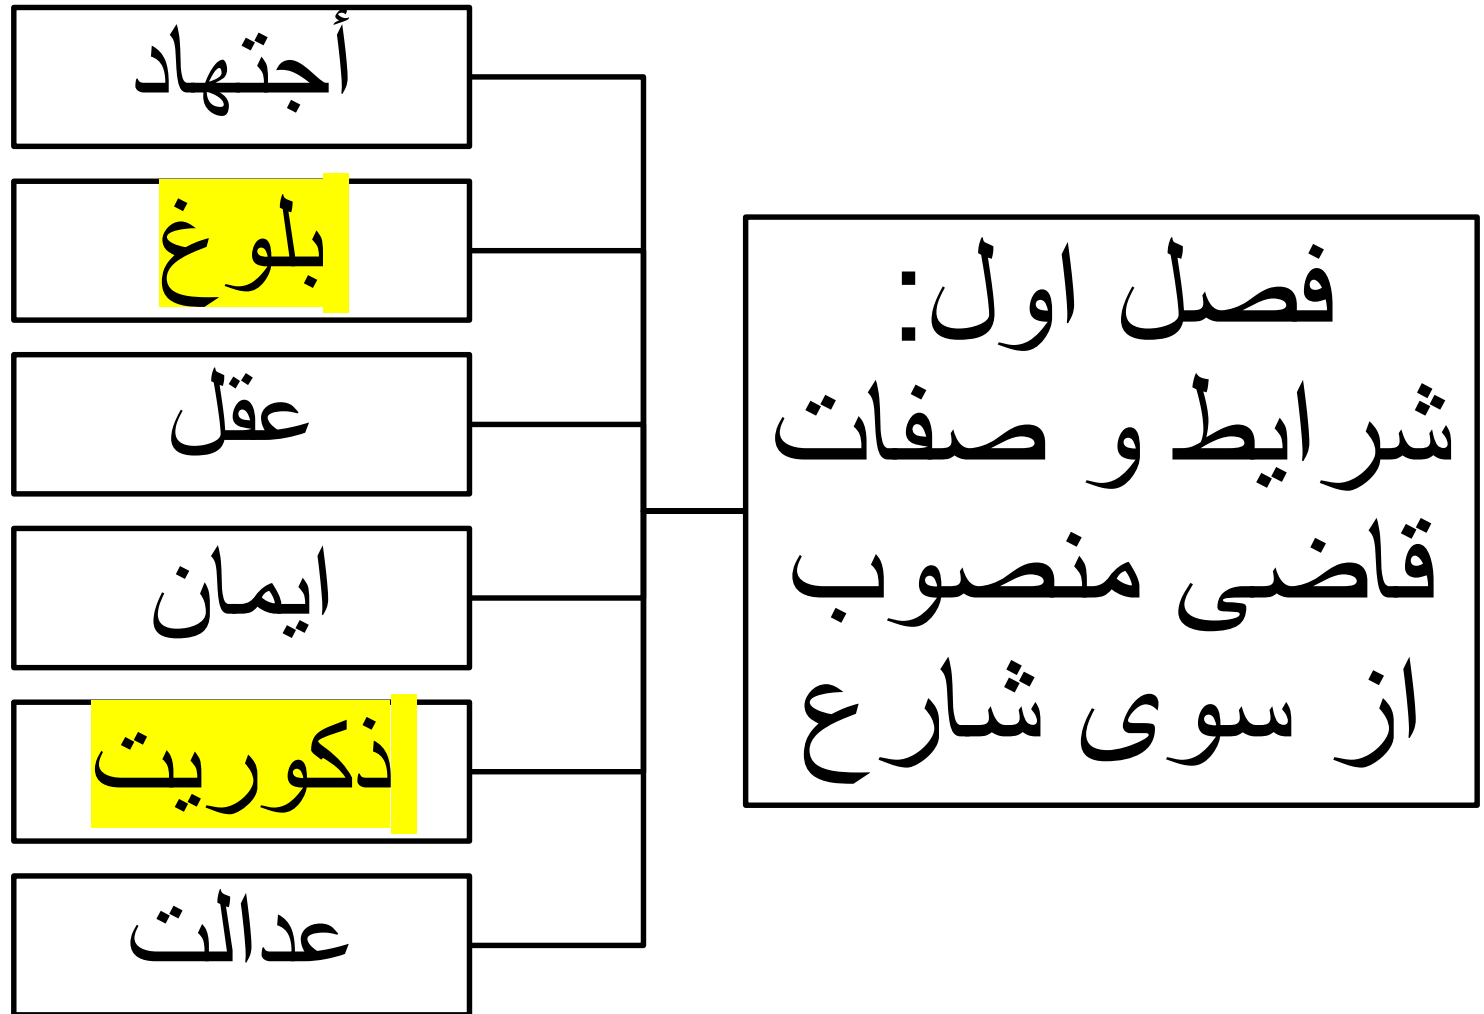 فصل اول:
شرایط و صفات
قاضی منصوب
از سوی شارع
أجتهاد
بلوغ
عقل
ایمان
ذکوریت
عدالت